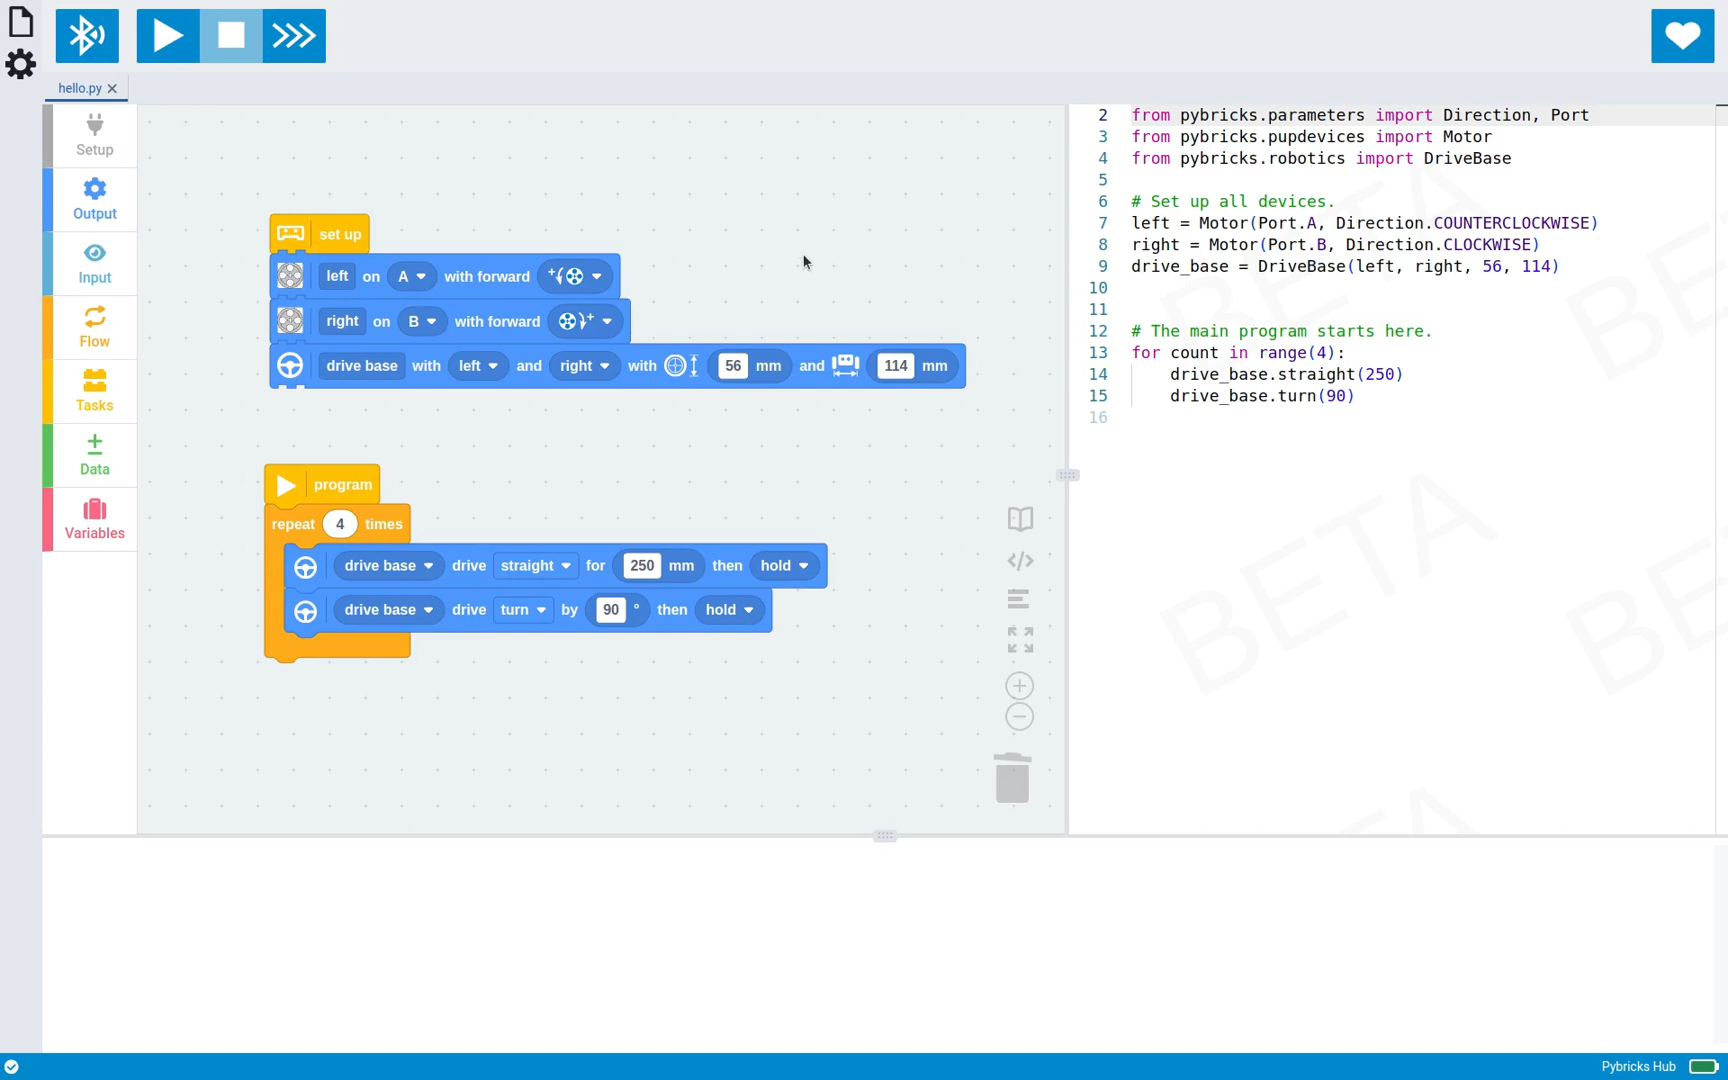 hello.py
Setup
Output
Input
Flow
Tasks
Data
Variables
set up
left on A with forward
right on B with forward
drive base with left and right with 56 mm and 114 mm
program
repeat 4 times
drive base drive straight for 250 mm then hold
drive base drive turn by 90 ° then hold
2 from pybricks.parameters import Direction, Port
3 from pybricks.pupdevices import Motor
4 from pybricks.robotics import DriveBase
5
6 # Set up all devices.
7 left = Motor(Port.A, Direction.COUNTERCLOCKWISE)
8 right = Motor(Port.B, Direction.CLOCKWISE)
9 drive_base = DriveBase(left, right, 56, 114)
10
11
12 # The main program starts here.
13 for count in range(4):
14 drive_base.straight(250)
15 drive_base.turn(90)
16
BETA
BETA
BETA
BETA
BETA
Pybricks Hub